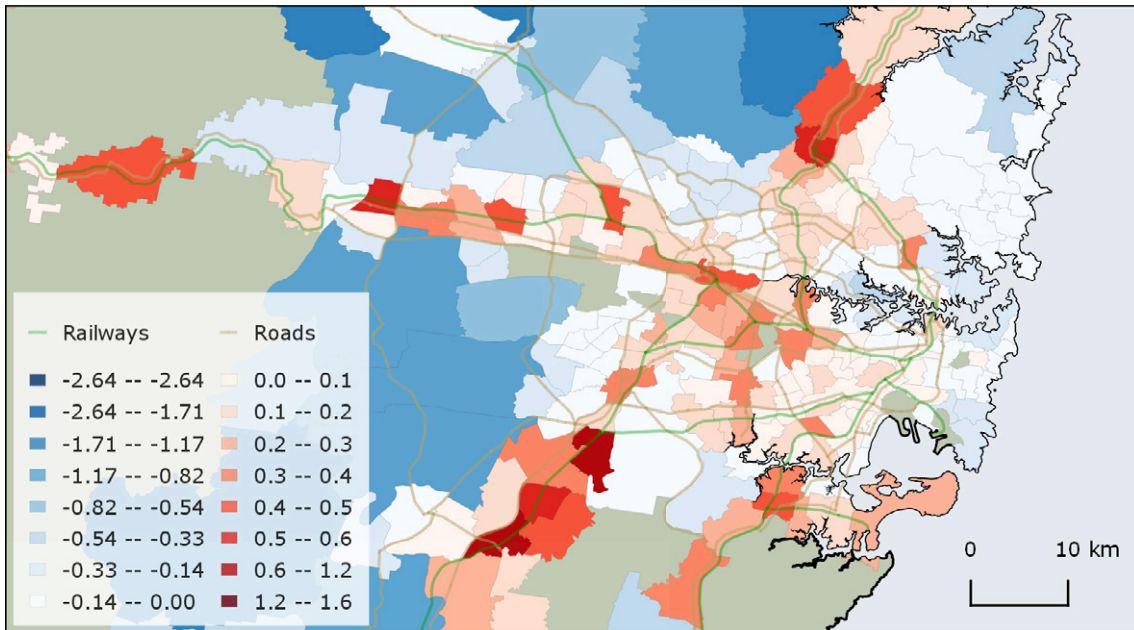 Railways Roads
-2.64 -- -2.64 0.0 -- 0.1
-2.64 -- -1.71 0.1 -- 0.2
-1.71 -- -1.17 0.2 -- 0.3
-1.17 -- -0.82 0.3 -- 0.4
-0.82 -- -0.54 0.4 -- 0.5
-0.54 -- -0.33 0.5 -- 0.6
-0.33 -- -0.14 0.6 -- 1.2
-0.14 -- 0.00 1.2 -- 1.6
0 10 km